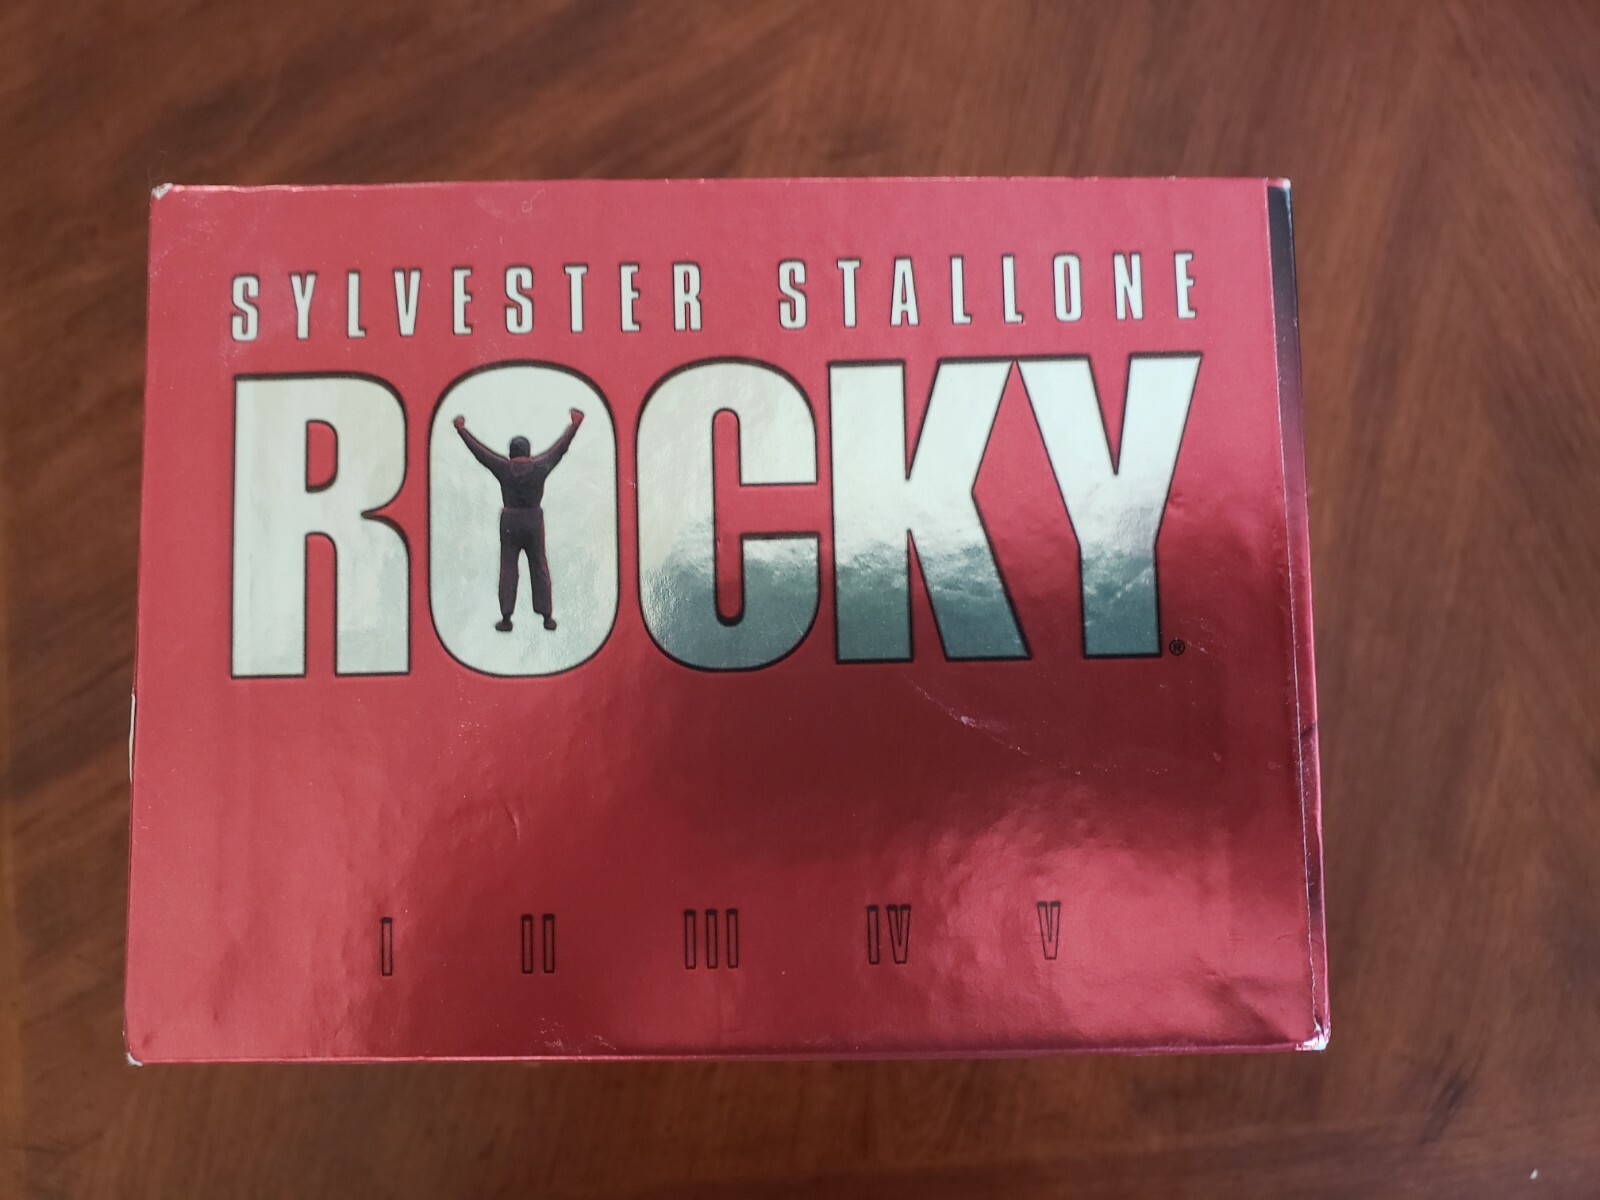 SYLVESTER STALLONE
ROCKY®
I II III IV V